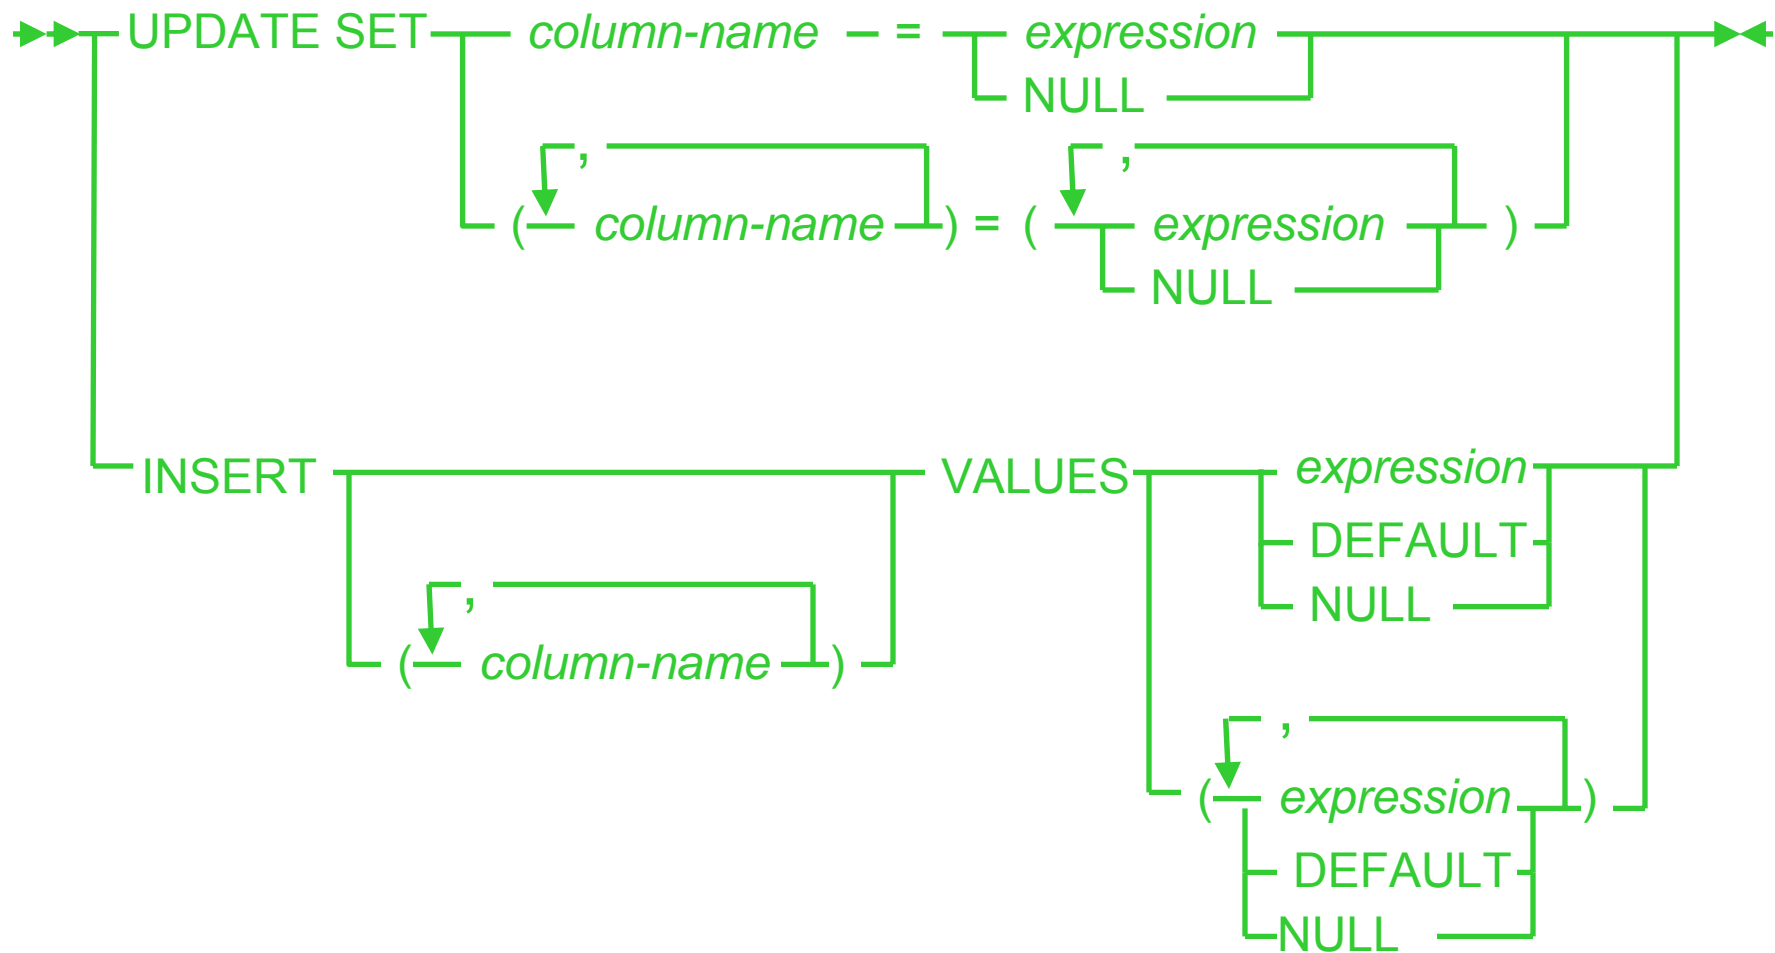 UPDATE SET column-name = expression
NULL
, ,
( column-name ) = ( expression )
NULL
INSERT VALUES expression
DEFAULT
NULL
,
( column-name )
,
( expression )
DEFAULT
NULL